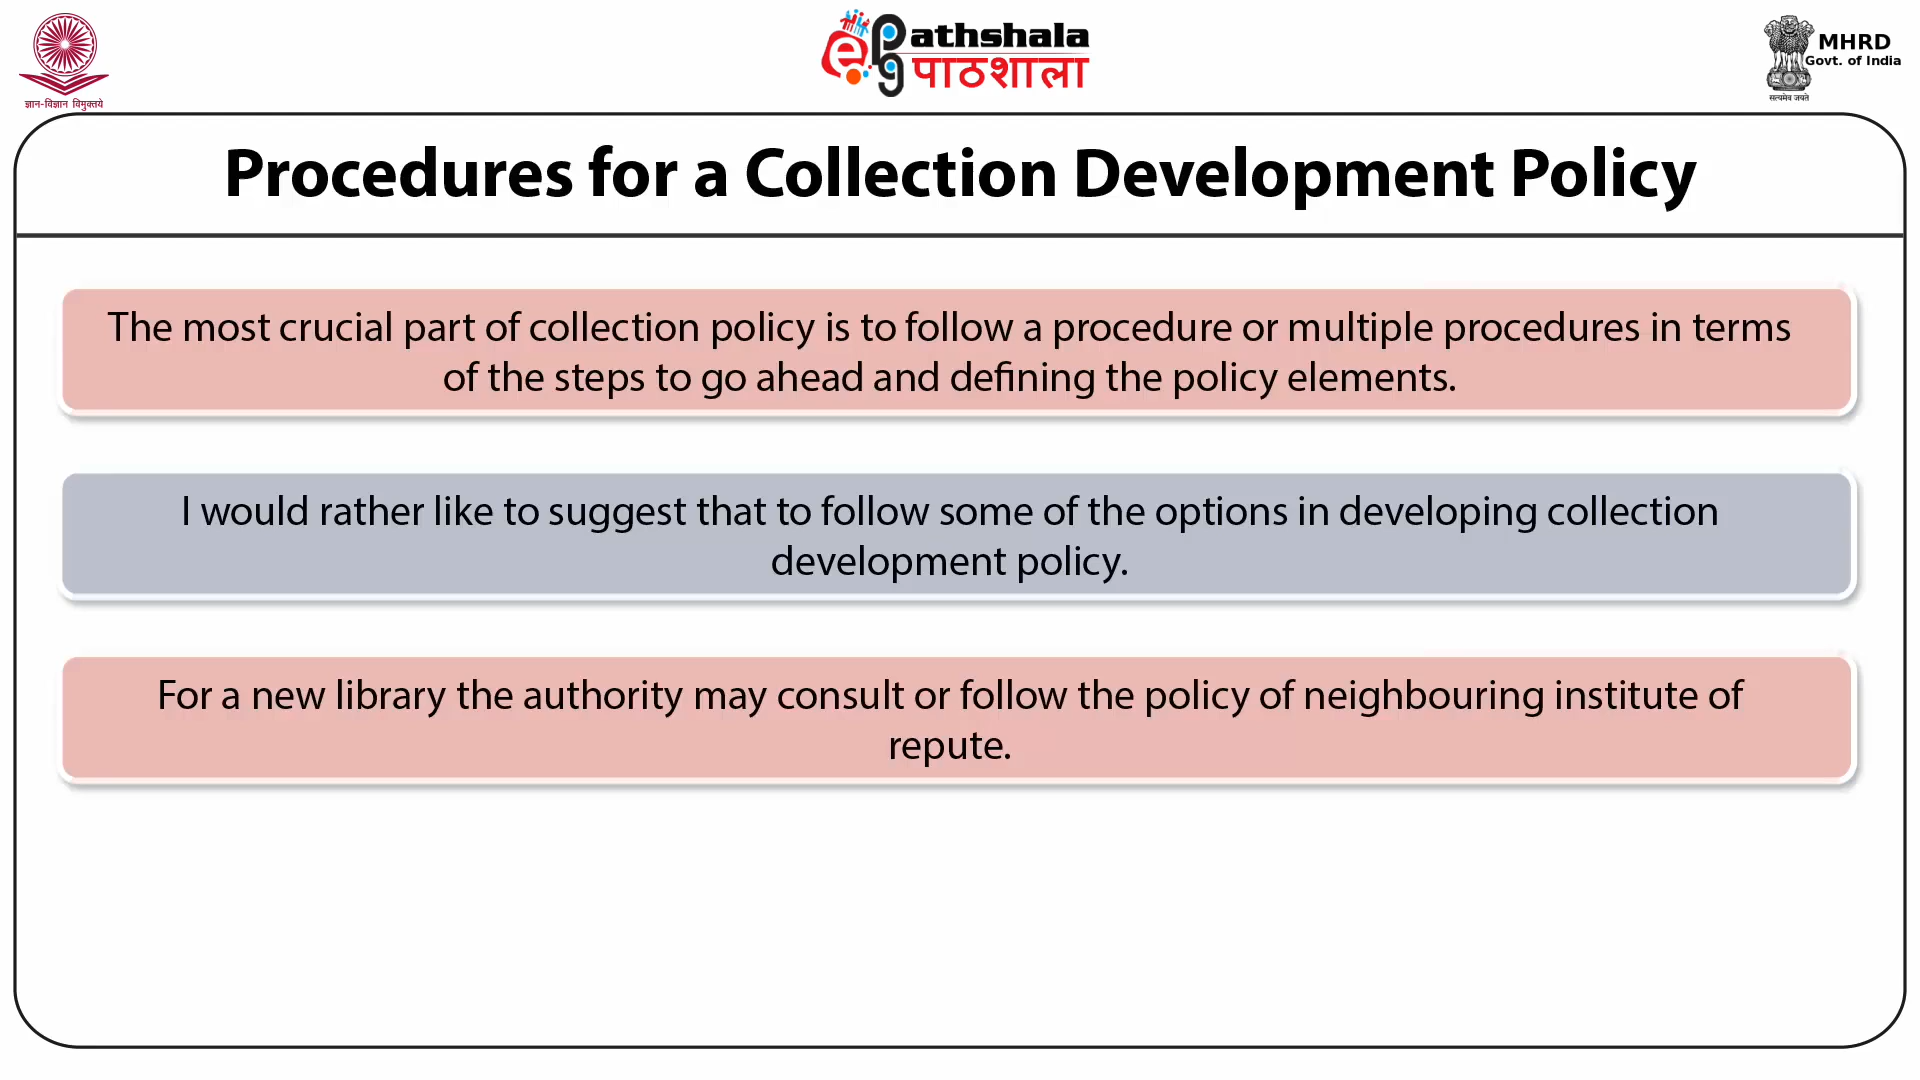 ज्ञान-विज्ञान विमुक्तये
e Pathshala
पाठशाला
MHRD
Govt. of India
सत्यमेव जयते
Procedures for a Collection Development Policy
The most crucial part of collection policy is to follow a procedure or multiple procedures in terms
of the steps to go ahead and defining the policy elements.
I would rather like to suggest that to follow some of the options in developing collection
development policy.
For a new library the authority may consult or follow the policy of neighbouring institute of
repute.